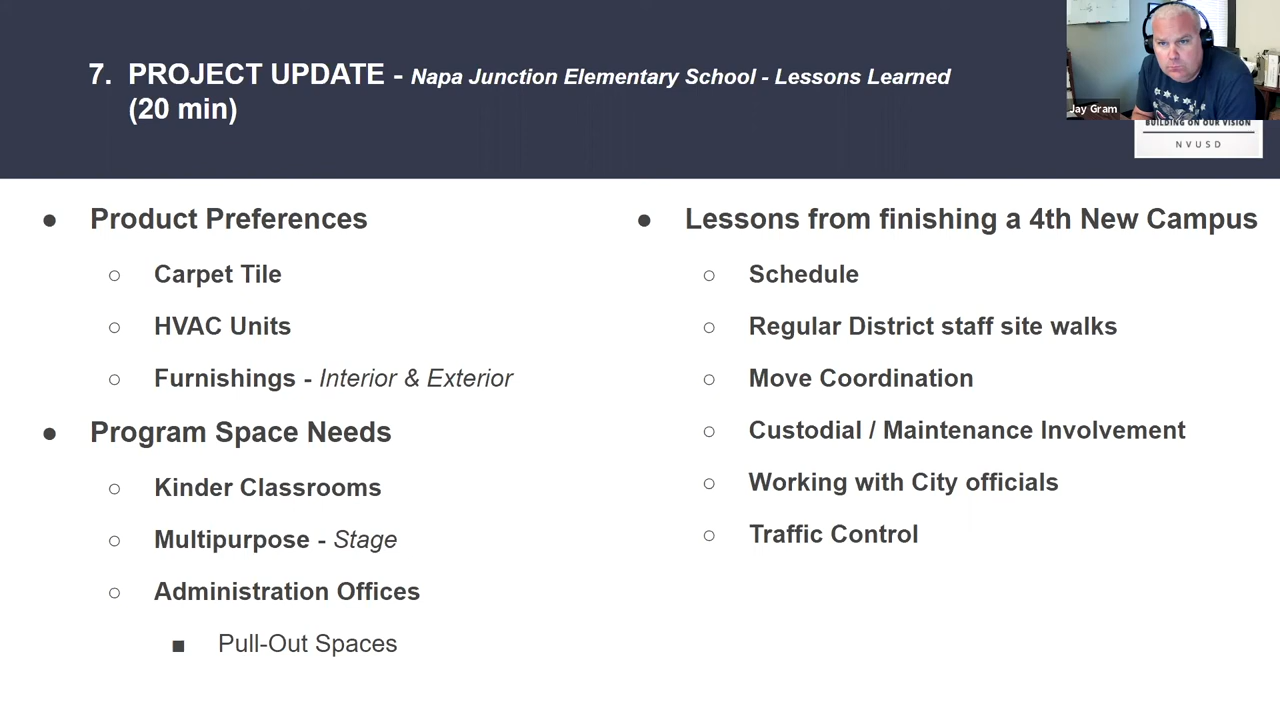 7. PROJECT UPDATE - Napa Junction Elementary School - Lessons Learned
(20 min)
Jay Gram
BUILDING ON OUR VISION
NVUSD
● Product Preferences
○ Carpet Tile
○ HVAC Units
○ Furnishings - Interior & Exterior
● Program Space Needs
○ Kinder Classrooms
○ Multipurpose - Stage
○ Administration Offices
■ Pull-Out Spaces
● Lessons from finishing a 4th New Campus
○ Schedule
○ Regular District staff site walks
○ Move Coordination
○ Custodial / Maintenance Involvement
○ Working with City officials
○ Traffic Control